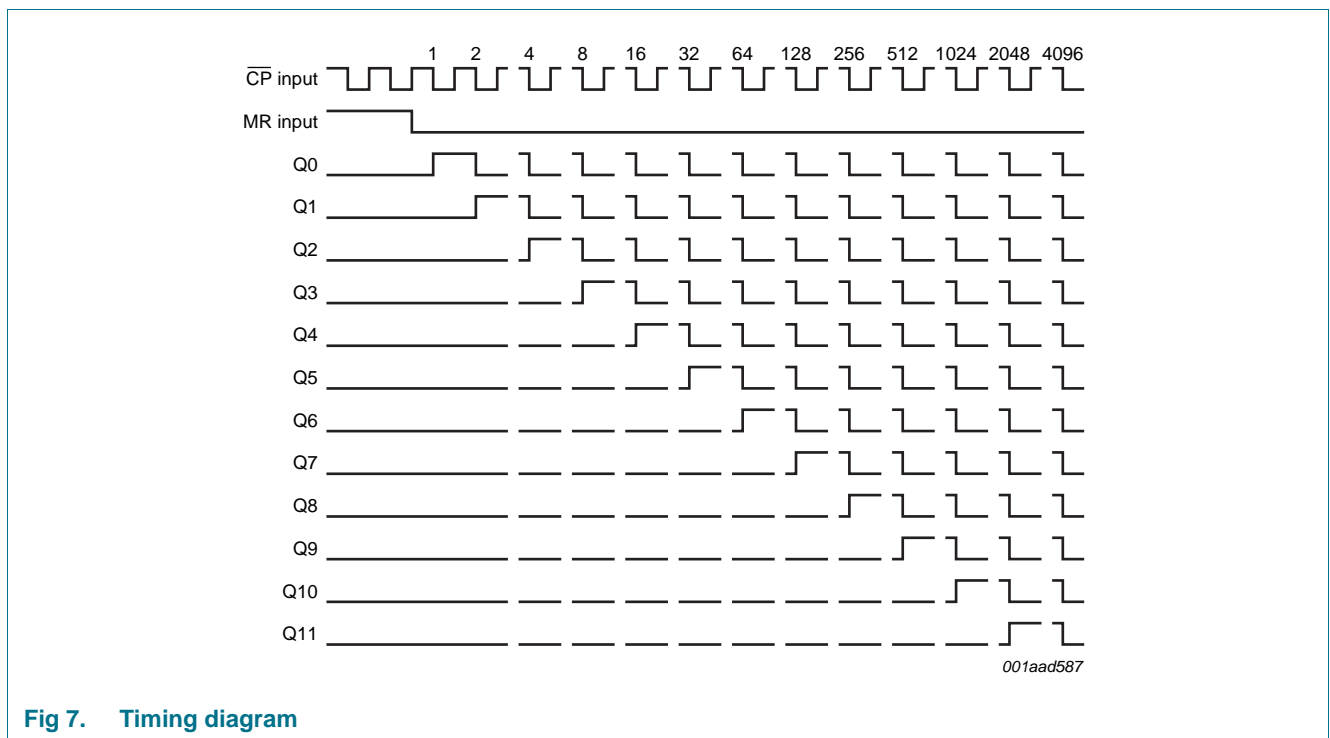 1 2 4 8 16 32 64 128 256 512 1024 2048 4096
CP input
MR input
Q0
Q1
Q2
Q3
Q4
Q5
Q6
Q7
Q8
Q9
Q10
Q11
001aad587
Fig 7. Timing diagram